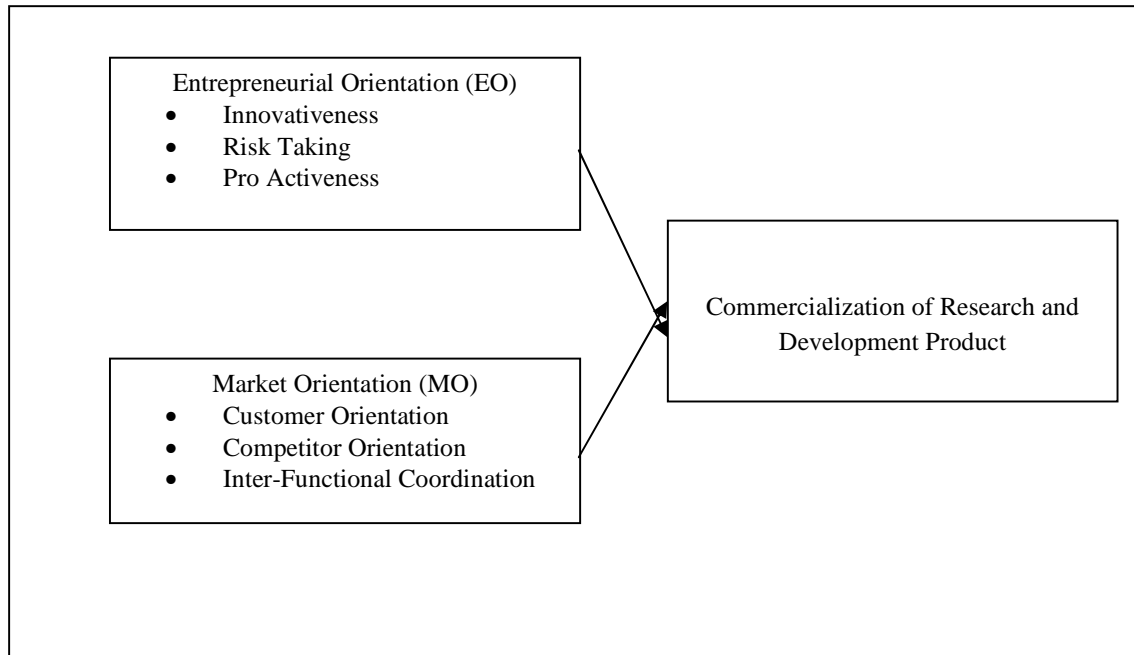 Entrepreneurial Orientation (EO)
• Innovativeness
• Risk Taking
• Pro Activeness
Market Orientation (MO)
• Customer Orientation
• Competitor Orientation
• Inter-Functional Coordination
Commercialization of Research and
Development Product